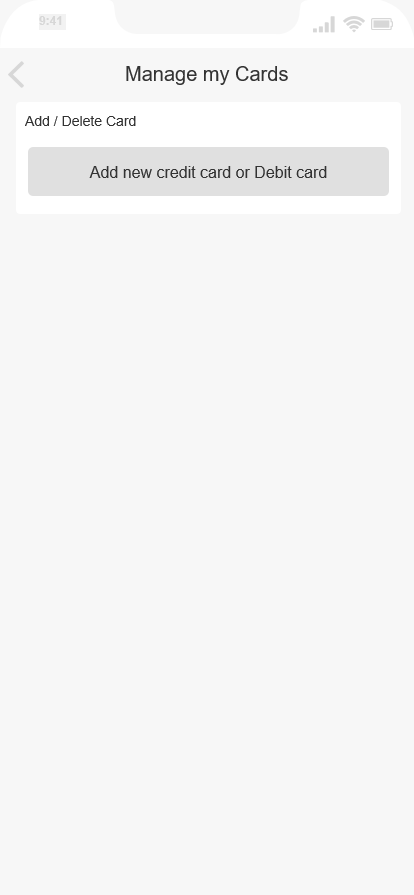 9:41
Manage my Cards
Add / Delete Card
Add new credit card or Debit card